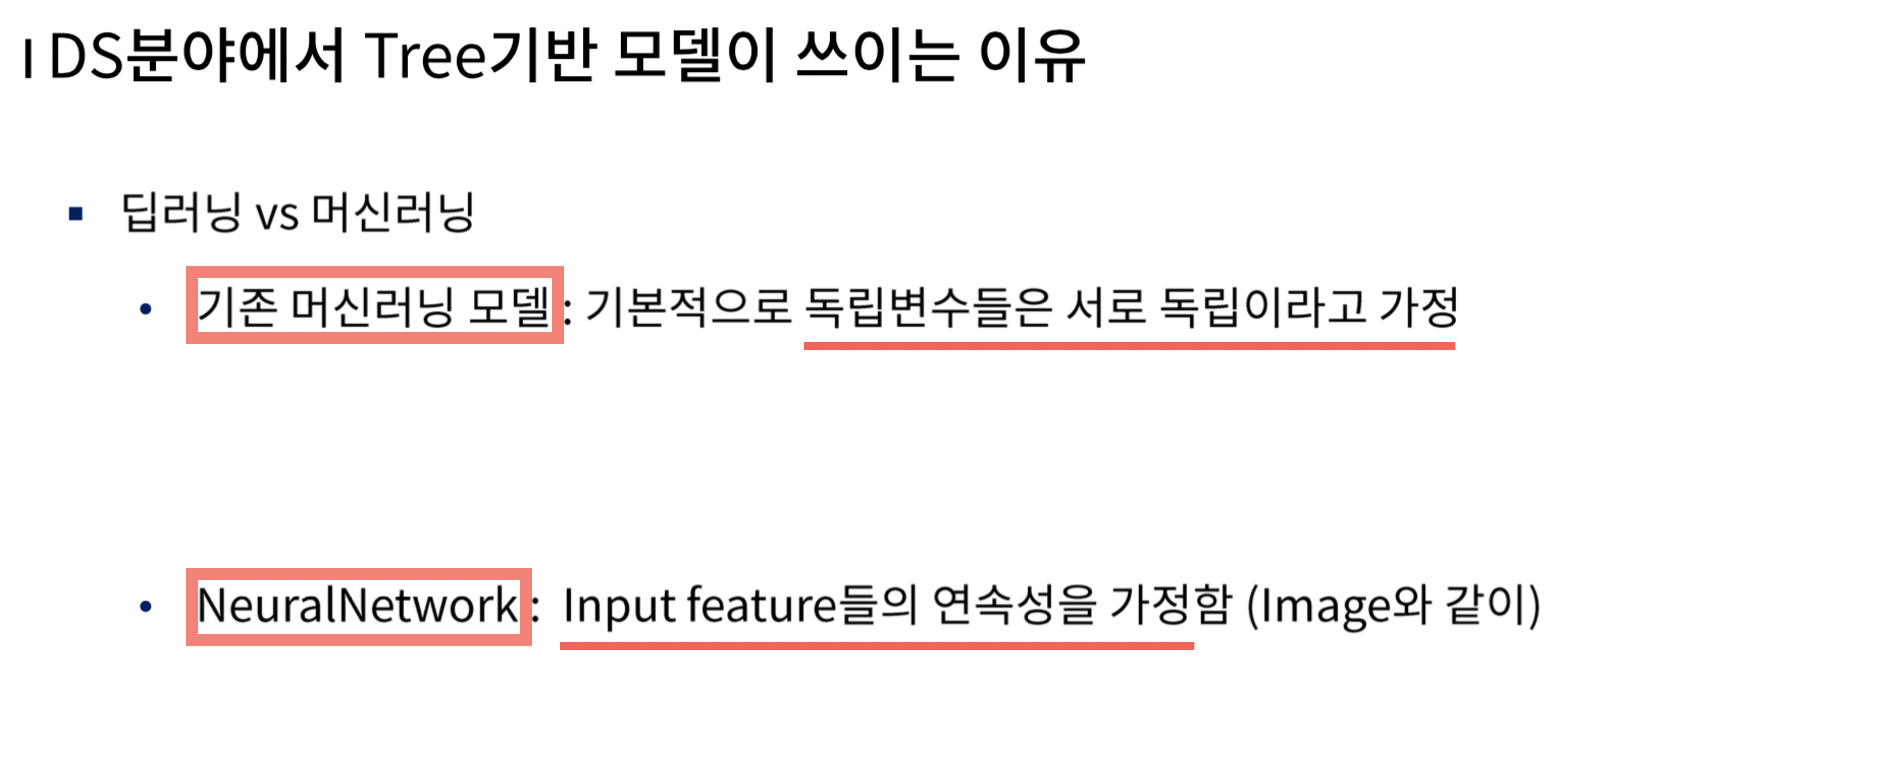 DS분야에서 Tree기반 모델이 쓰이는 이유
딥러닝 vs 머신러닝
기존 머신러닝 모델 : 기본적으로 독립변수들은 서로 독립이라고 가정
NeuralNetwork : Input feature들의 연속성을 가정함 (Image와 같이)